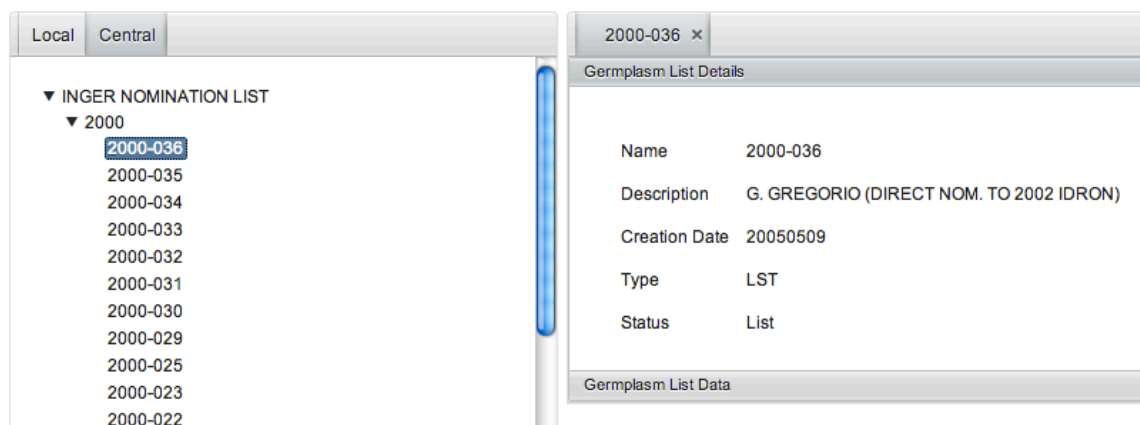 Local Central
▼ INGER NOMINATION LIST
▼ 2000
2000-036
2000-035
2000-034
2000-033
2000-032
2000-031
2000-030
2000-029
2000-025
2000-023
2000-022
2000-036 ×
Germplasm List Details
Name 2000-036
Description G. GREGORIO (DIRECT NOM. TO 2002 IDRON)
Creation Date 20050509
Type LST
Status List
Germplasm List Data